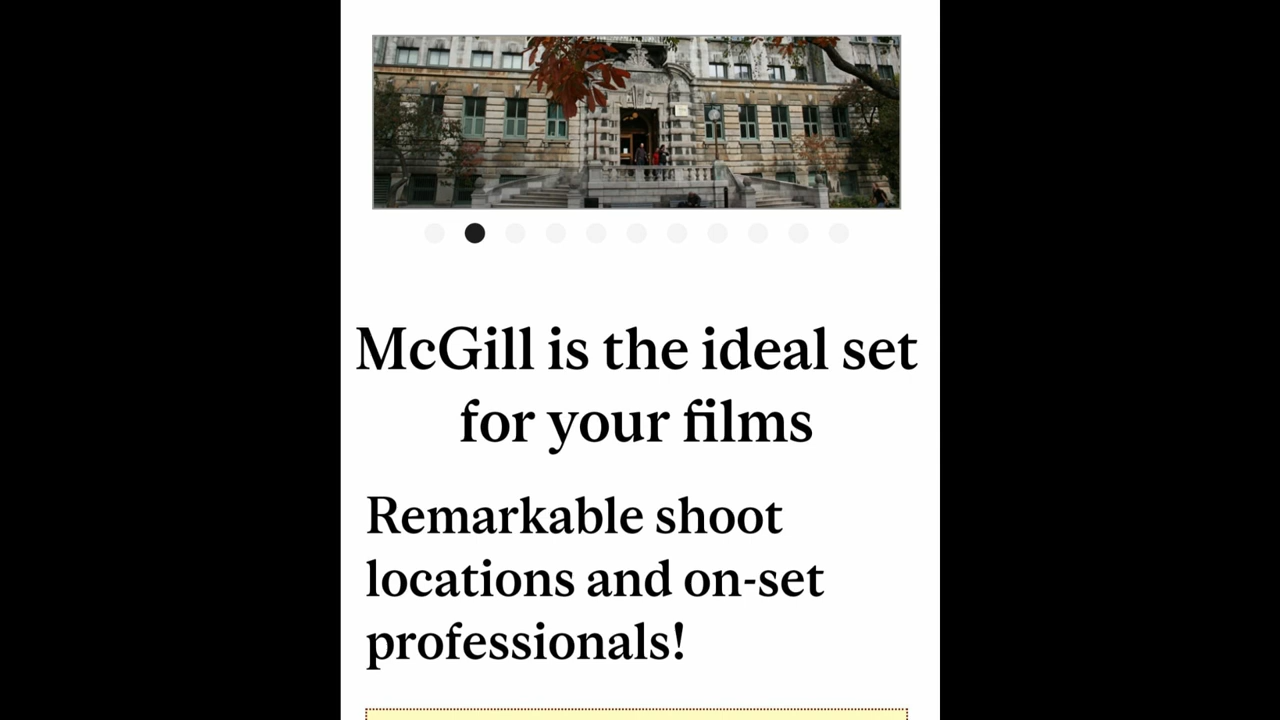 McGill is the ideal set
for your films
Remarkable shoot
locations and on-set
professionals!